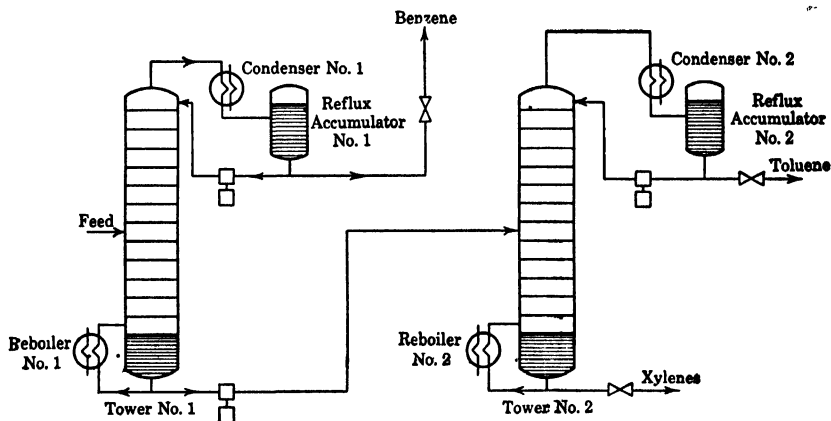 Benzene
Condenser No. 1
Reflux
Accumulator
No. 1
Condenser No. 2
Reflux
Accumulator
No. 2
Toluene
Feed
Reboiler
No. 1
Reboiler
No. 2
Xylenes
Tower No. 1
Tower No. 2